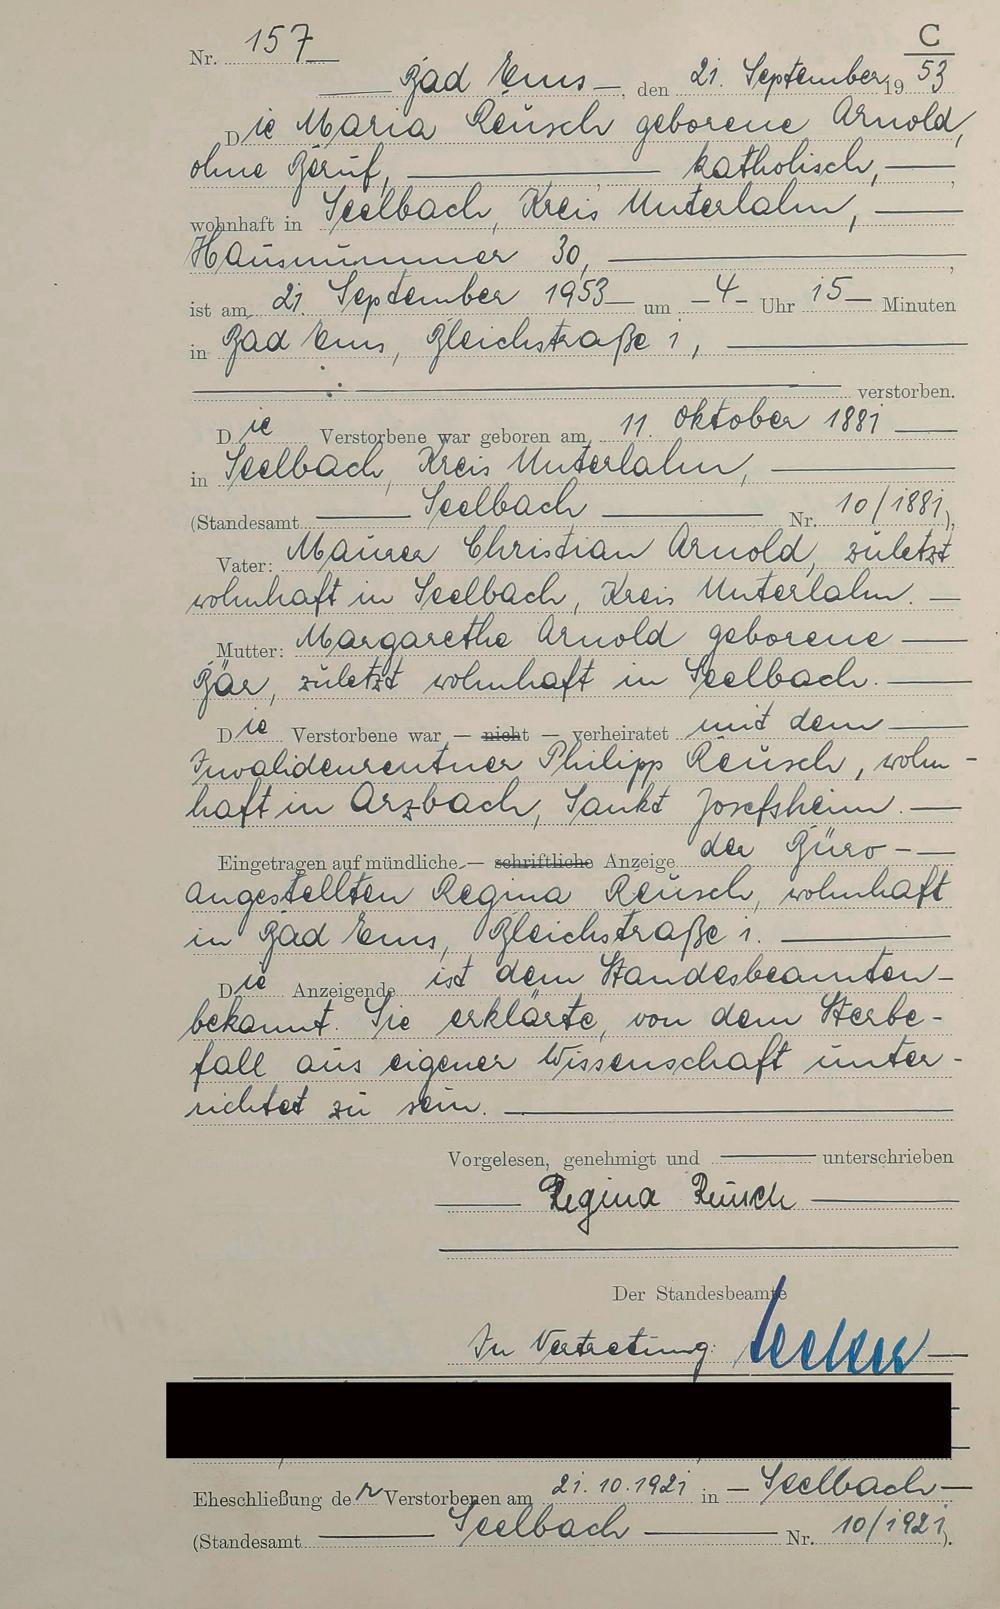 C
Nr. 157
Bad Ems, den 21. September 1953
Die Maria Reusch geborene Arnold,
ohne Beruf, katholisch,
wohnhaft in Seelbach, Kreis Unterlahn,
Hausnummer 30,
ist am 21. September 1953 um 4 Uhr 15 Minuten
in Bad Ems, Bleichstraße 1,
verstorben.
Die Verstorbene war geboren am 11. Oktober 1881
in Seelbach, Kreis Unterlahn,
(Standesamt Seelbach Nr. 10/1881),
Vater: Maurer Christian Arnold, zuletzt
wohnhaft in Seelbach, Kreis Unterlahn.
Mutter: Margarethe Arnold geborene
Bär, zuletzt wohnhaft in Seelbach.
Die Verstorbene war — nicht — verheiratet mit dem
Invalidenrentner Philipp Reusch, wohn-
haft in Arzbach, Sankt Josefsheim.
Eingetragen auf mündliche — schriftliche Anzeige der Büro-
angestellten Regina Reusch, wohnhaft
in Bad Ems, Bleichstraße 1.
Die Anzeigende ist dem Standesbeamten
bekannt. Sie erklärte, von dem Sterbe-
fall aus eigener Wissenschaft unter-
richtet zu sein.
Vorgelesen, genehmigt und unterschrieben
Regina Reusch
Der Standesbeamte
In Vertretung:
Eheschließung der Verstorbenen am 21.10.1921 in Seelbach
(Standesamt Seelbach Nr. 10/1921).